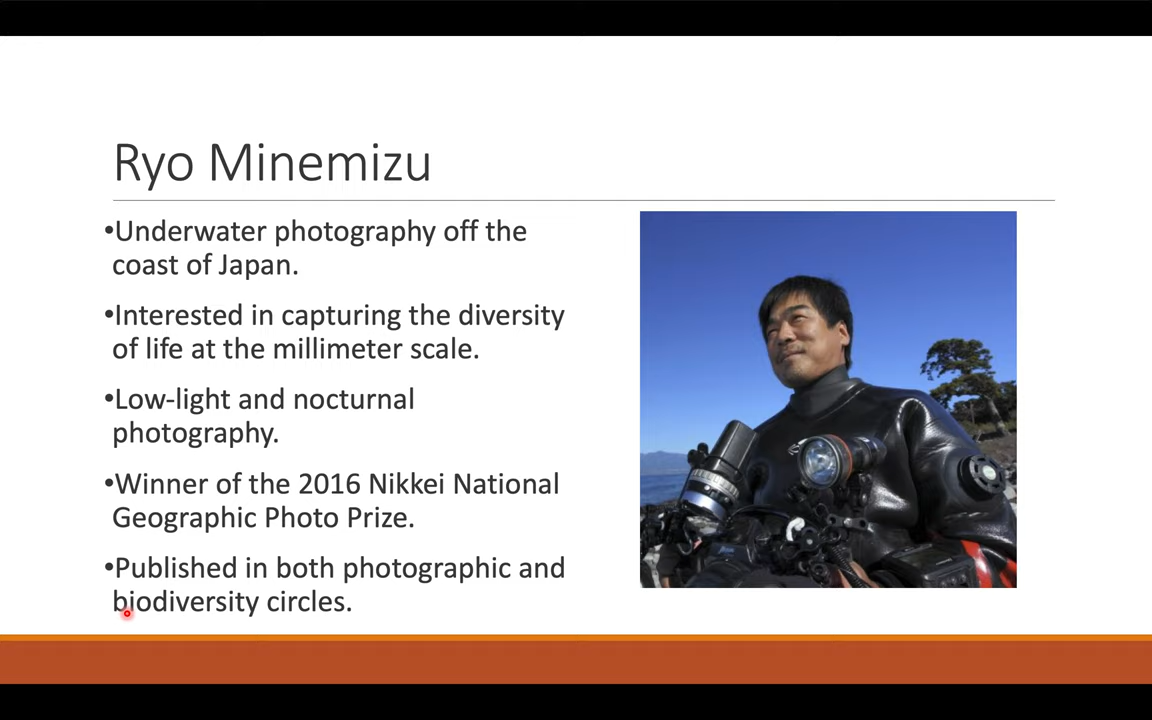 Ryo Minemizu
•Underwater photography off the
coast of Japan.
•Interested in capturing the diversity
of life at the millimeter scale.
•Low-light and nocturnal
photography.
•Winner of the 2016 Nikkei National
Geographic Photo Prize.
•Published in both photographic and
biodiversity circles.